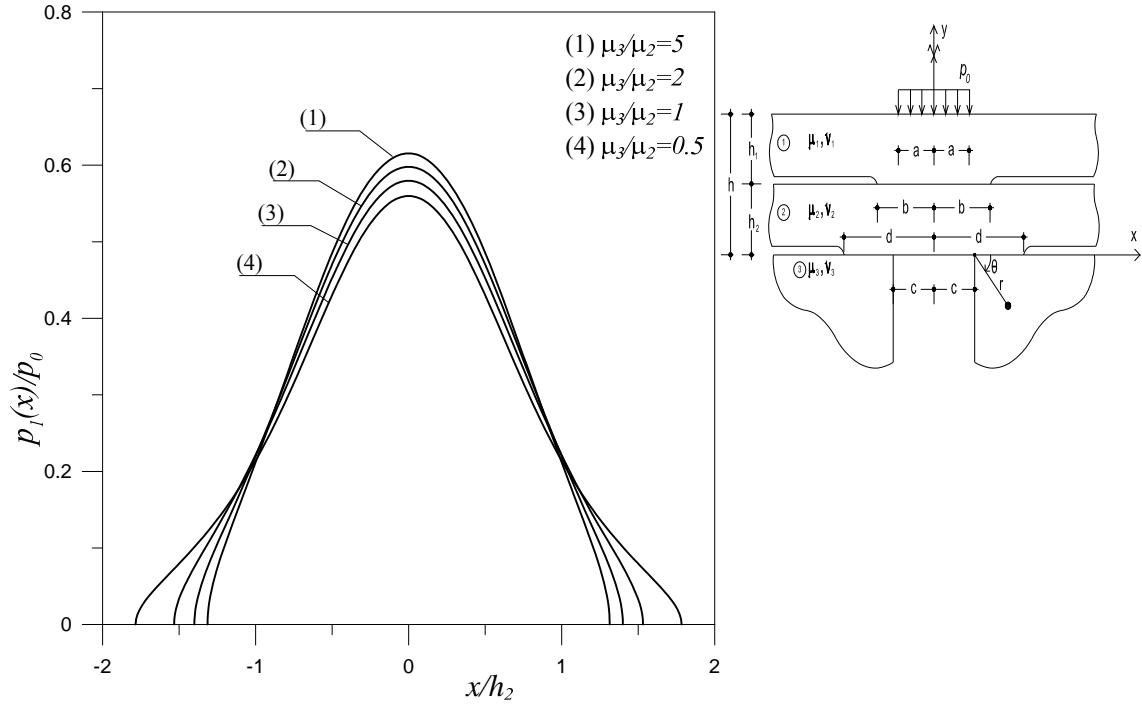 0.8
0.6
0.4
0.2
0
-2
-1
0
1
2
p₁(x)/p₀
x/h₂
(1) μ₃/μ₂=5
(2) μ₃/μ₂=2
(3) μ₃/μ₂=1
(4) μ₃/μ₂=0.5
(1)
(2)
(3)
(4)
y
p₀
① μ₁,ν₁
a a
h₁
h
② μ₂,ν₂
b b
h₂
d d
x
③ μ₃,ν₃
θ
c c
r